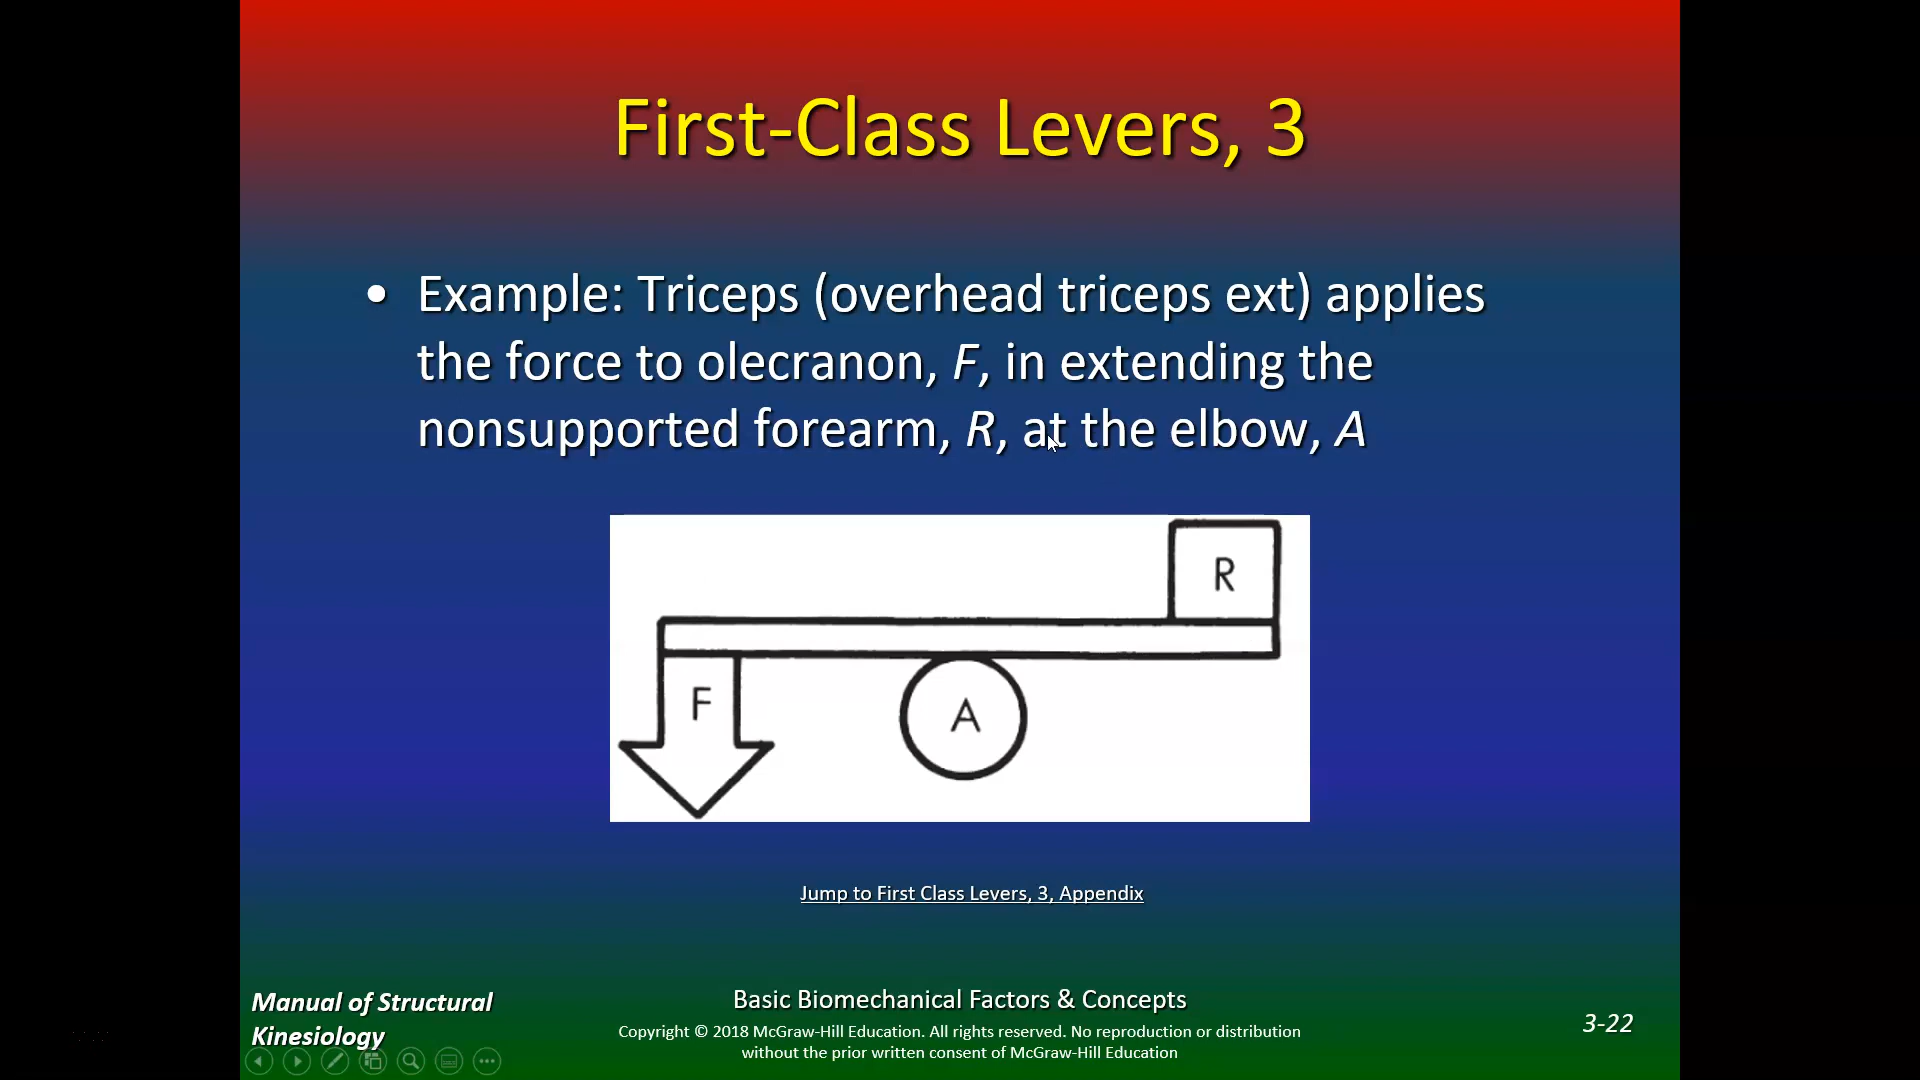 First-Class Levers, 3
• Example: Triceps (overhead triceps ext) applies
the force to olecranon, F, in extending the
nonsupported forearm, R, at the elbow, A
R
F
A
Jump to First Class Levers, 3, Appendix
Manual of Structural
Kinesiology
Basic Biomechanical Factors & Concepts
Copyright © 2018 McGraw-Hill Education. All rights reserved. No reproduction or distribution
without the prior written consent of McGraw-Hill Education
3-22